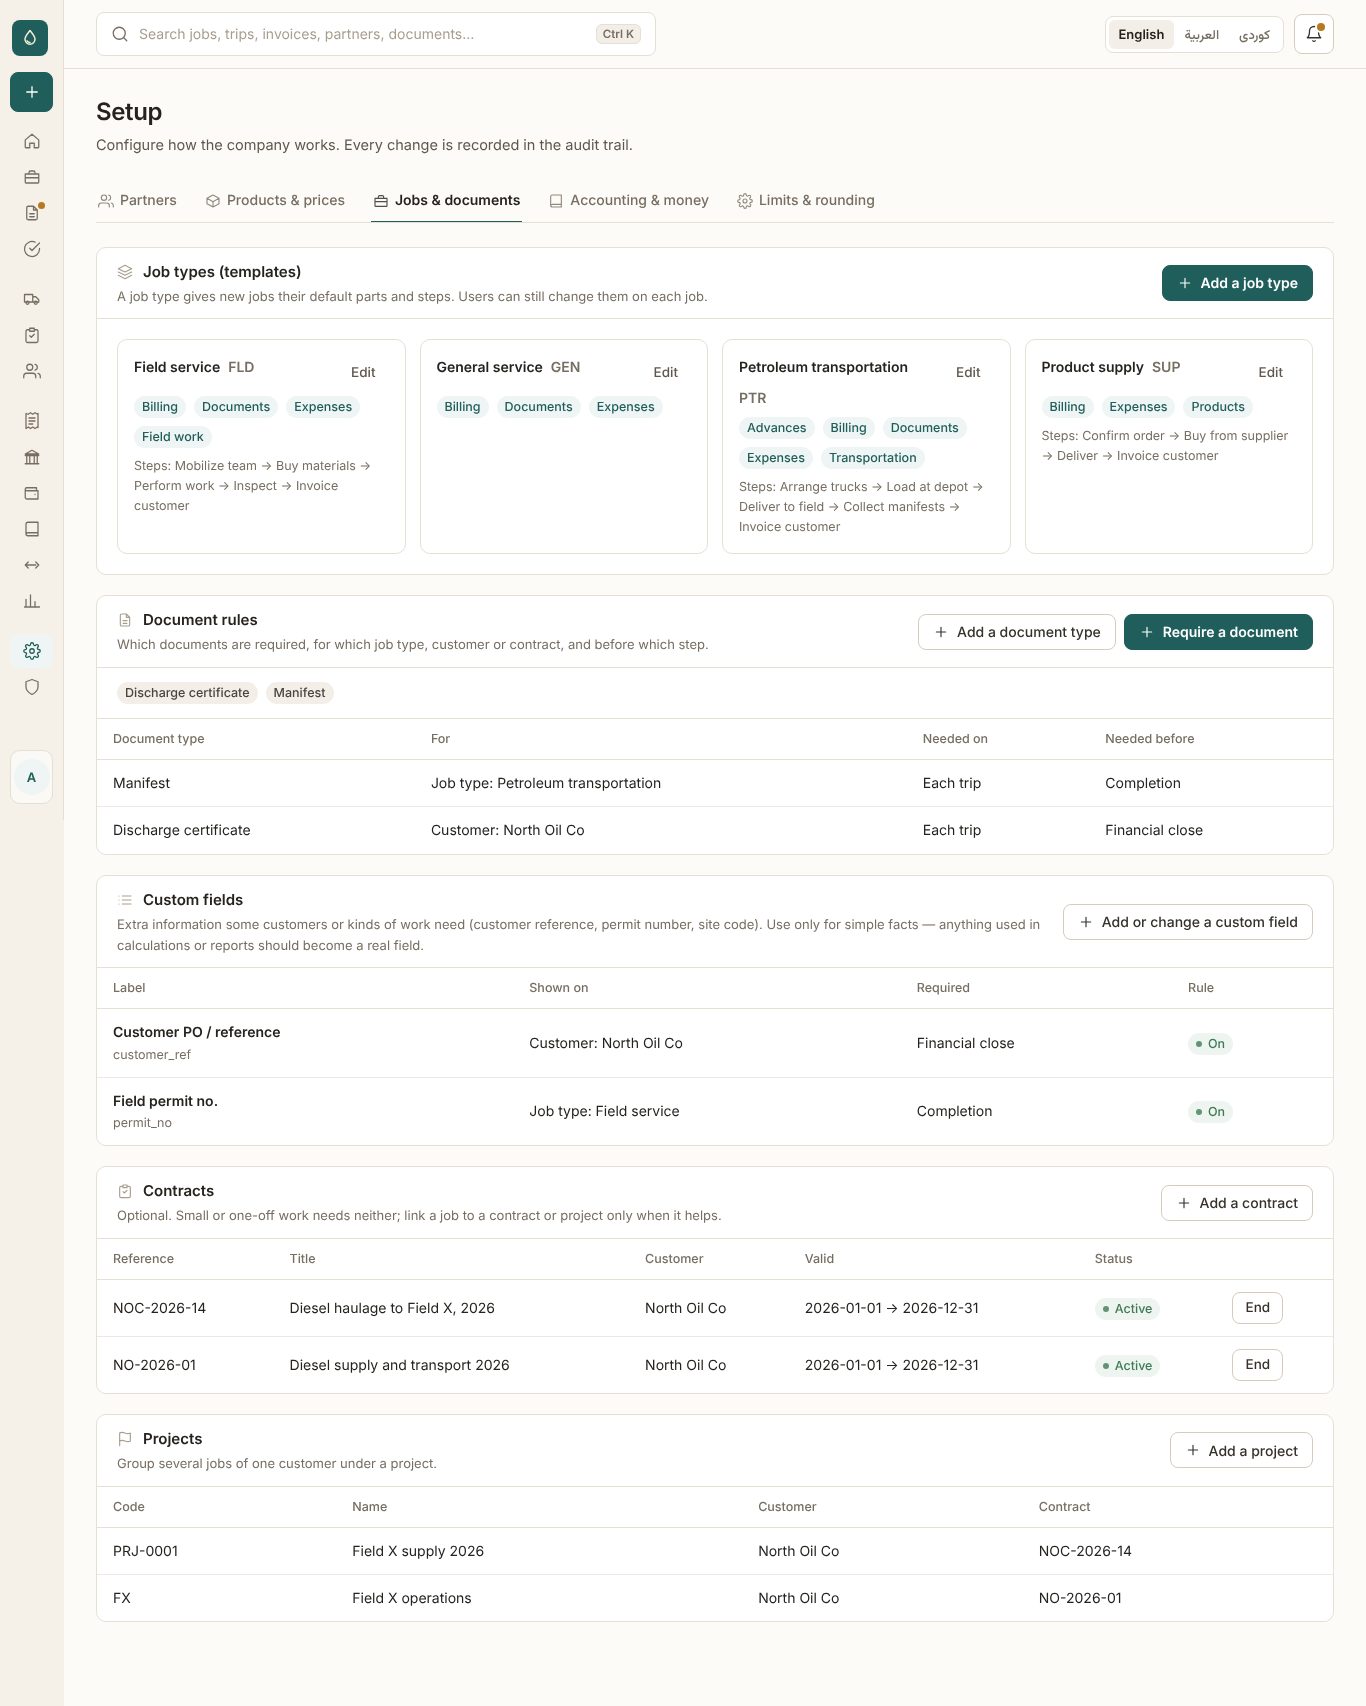 Search jobs, trips, invoices, partners, documents...
Ctrl K
English
العربية
کوردی
Setup
Configure how the company works. Every change is recorded in the audit trail.
Partners
Products & prices
Jobs & documents
Accounting & money
Limits & rounding
Job types (templates)
A job type gives new jobs their default parts and steps. Users can still change them on each job.
+ Add a job type
Field service FLD
Edit
Billing Documents Expenses
Field work
Steps: Mobilize team → Buy materials →
Perform work → Inspect → Invoice
customer
General service GEN
Edit
Billing Documents Expenses
Petroleum transportation
Edit
PTR
Advances Billing Documents
Expenses Transportation
Steps: Arrange trucks → Load at depot →
Deliver to field → Collect manifests →
Invoice customer
Product supply SUP
Edit
Billing Expenses Products
Steps: Confirm order → Buy from supplier
→ Deliver → Invoice customer
Document rules
Which documents are required, for which job type, customer or contract, and before which step.
+ Add a document type
+ Require a document
Discharge certificate Manifest
Document type For Needed on Needed before
Manifest Job type: Petroleum transportation Each trip Completion
Discharge certificate Customer: North Oil Co Each trip Financial close
A
Custom fields
Extra information some customers or kinds of work need (customer reference, permit number, site code). Use only for simple facts — anything used in
calculations or reports should become a real field.
+ Add or change a custom field
Label Shown on Required Rule
Customer PO / reference
customer_ref
Customer: North Oil Co Financial close On
Field permit no.
permit_no
Job type: Field service Completion On
Contracts
Optional. Small or one-off work needs neither; link a job to a contract or project only when it helps.
+ Add a contract
Reference Title Customer Valid Status
NOC-2026-14 Diesel haulage to Field X, 2026 North Oil Co 2026-01-01 → 2026-12-31 Active End
NO-2026-01 Diesel supply and transport 2026 North Oil Co 2026-01-01 → 2026-12-31 Active End
Projects
Group several jobs of one customer under a project.
+ Add a project
Code Name Customer Contract
PRJ-0001 Field X supply 2026 North Oil Co NOC-2026-14
FX Field X operations North Oil Co NO-2026-01